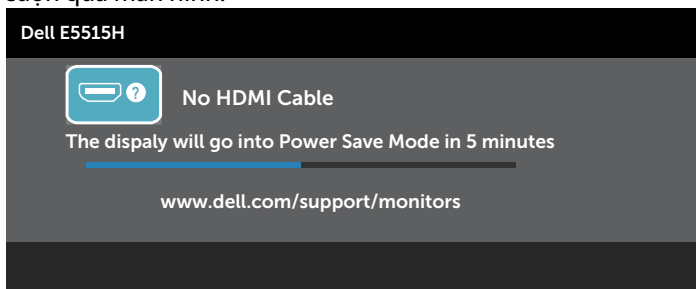 Dell E5515H
?
No HDMI Cable
The dispaly will go into Power Save Mode in 5 minutes
www.dell.com/support/monitors